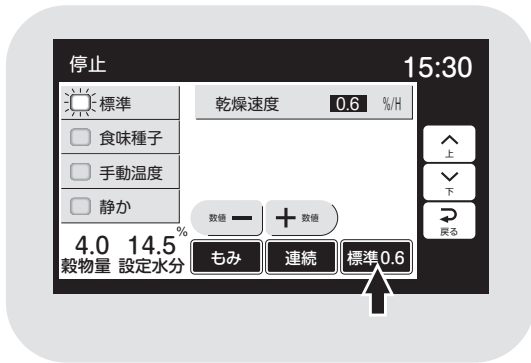 停止 15:30
標準
乾燥速度 0.6 %/H
食味種子
手動温度
静か
上
下
戻る
数値 − + 数値
4.0 14.5%
穀物量 設定水分
もみ 連続 標準0.6